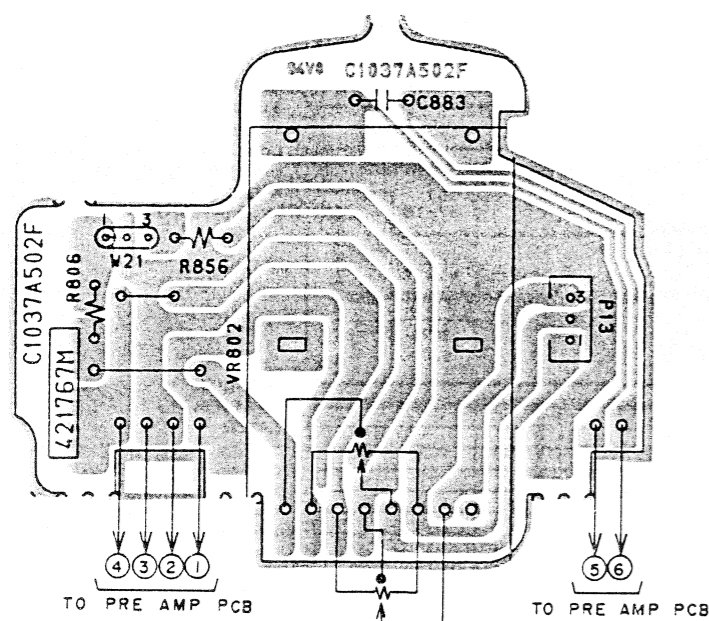 94V0 C1037A502F
C883
1 3
W21
R856
R806
C1037A502F
VR802
421767M
3
P13
1
4 3 2 1
5 6
TO PRE AMP PCB
TO PRE AMP PCB